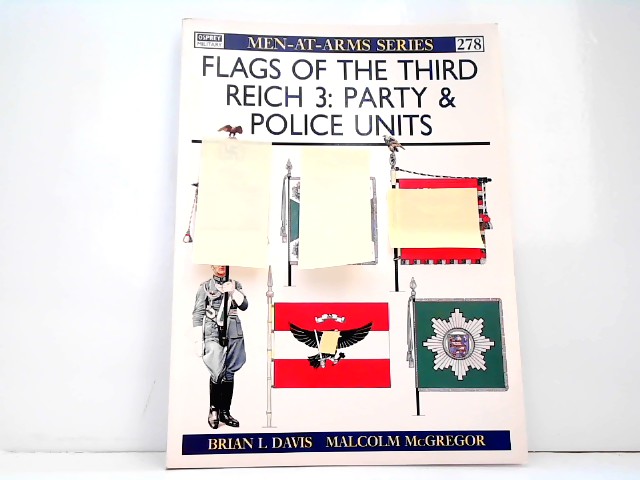 OSPREY
MILITARY
MEN-AT-ARMS SERIES 278
FLAGS OF THE THIRD
REICH 3: PARTY &
POLICE UNITS
BRIAN L DAVIS MALCOLM McGREGOR